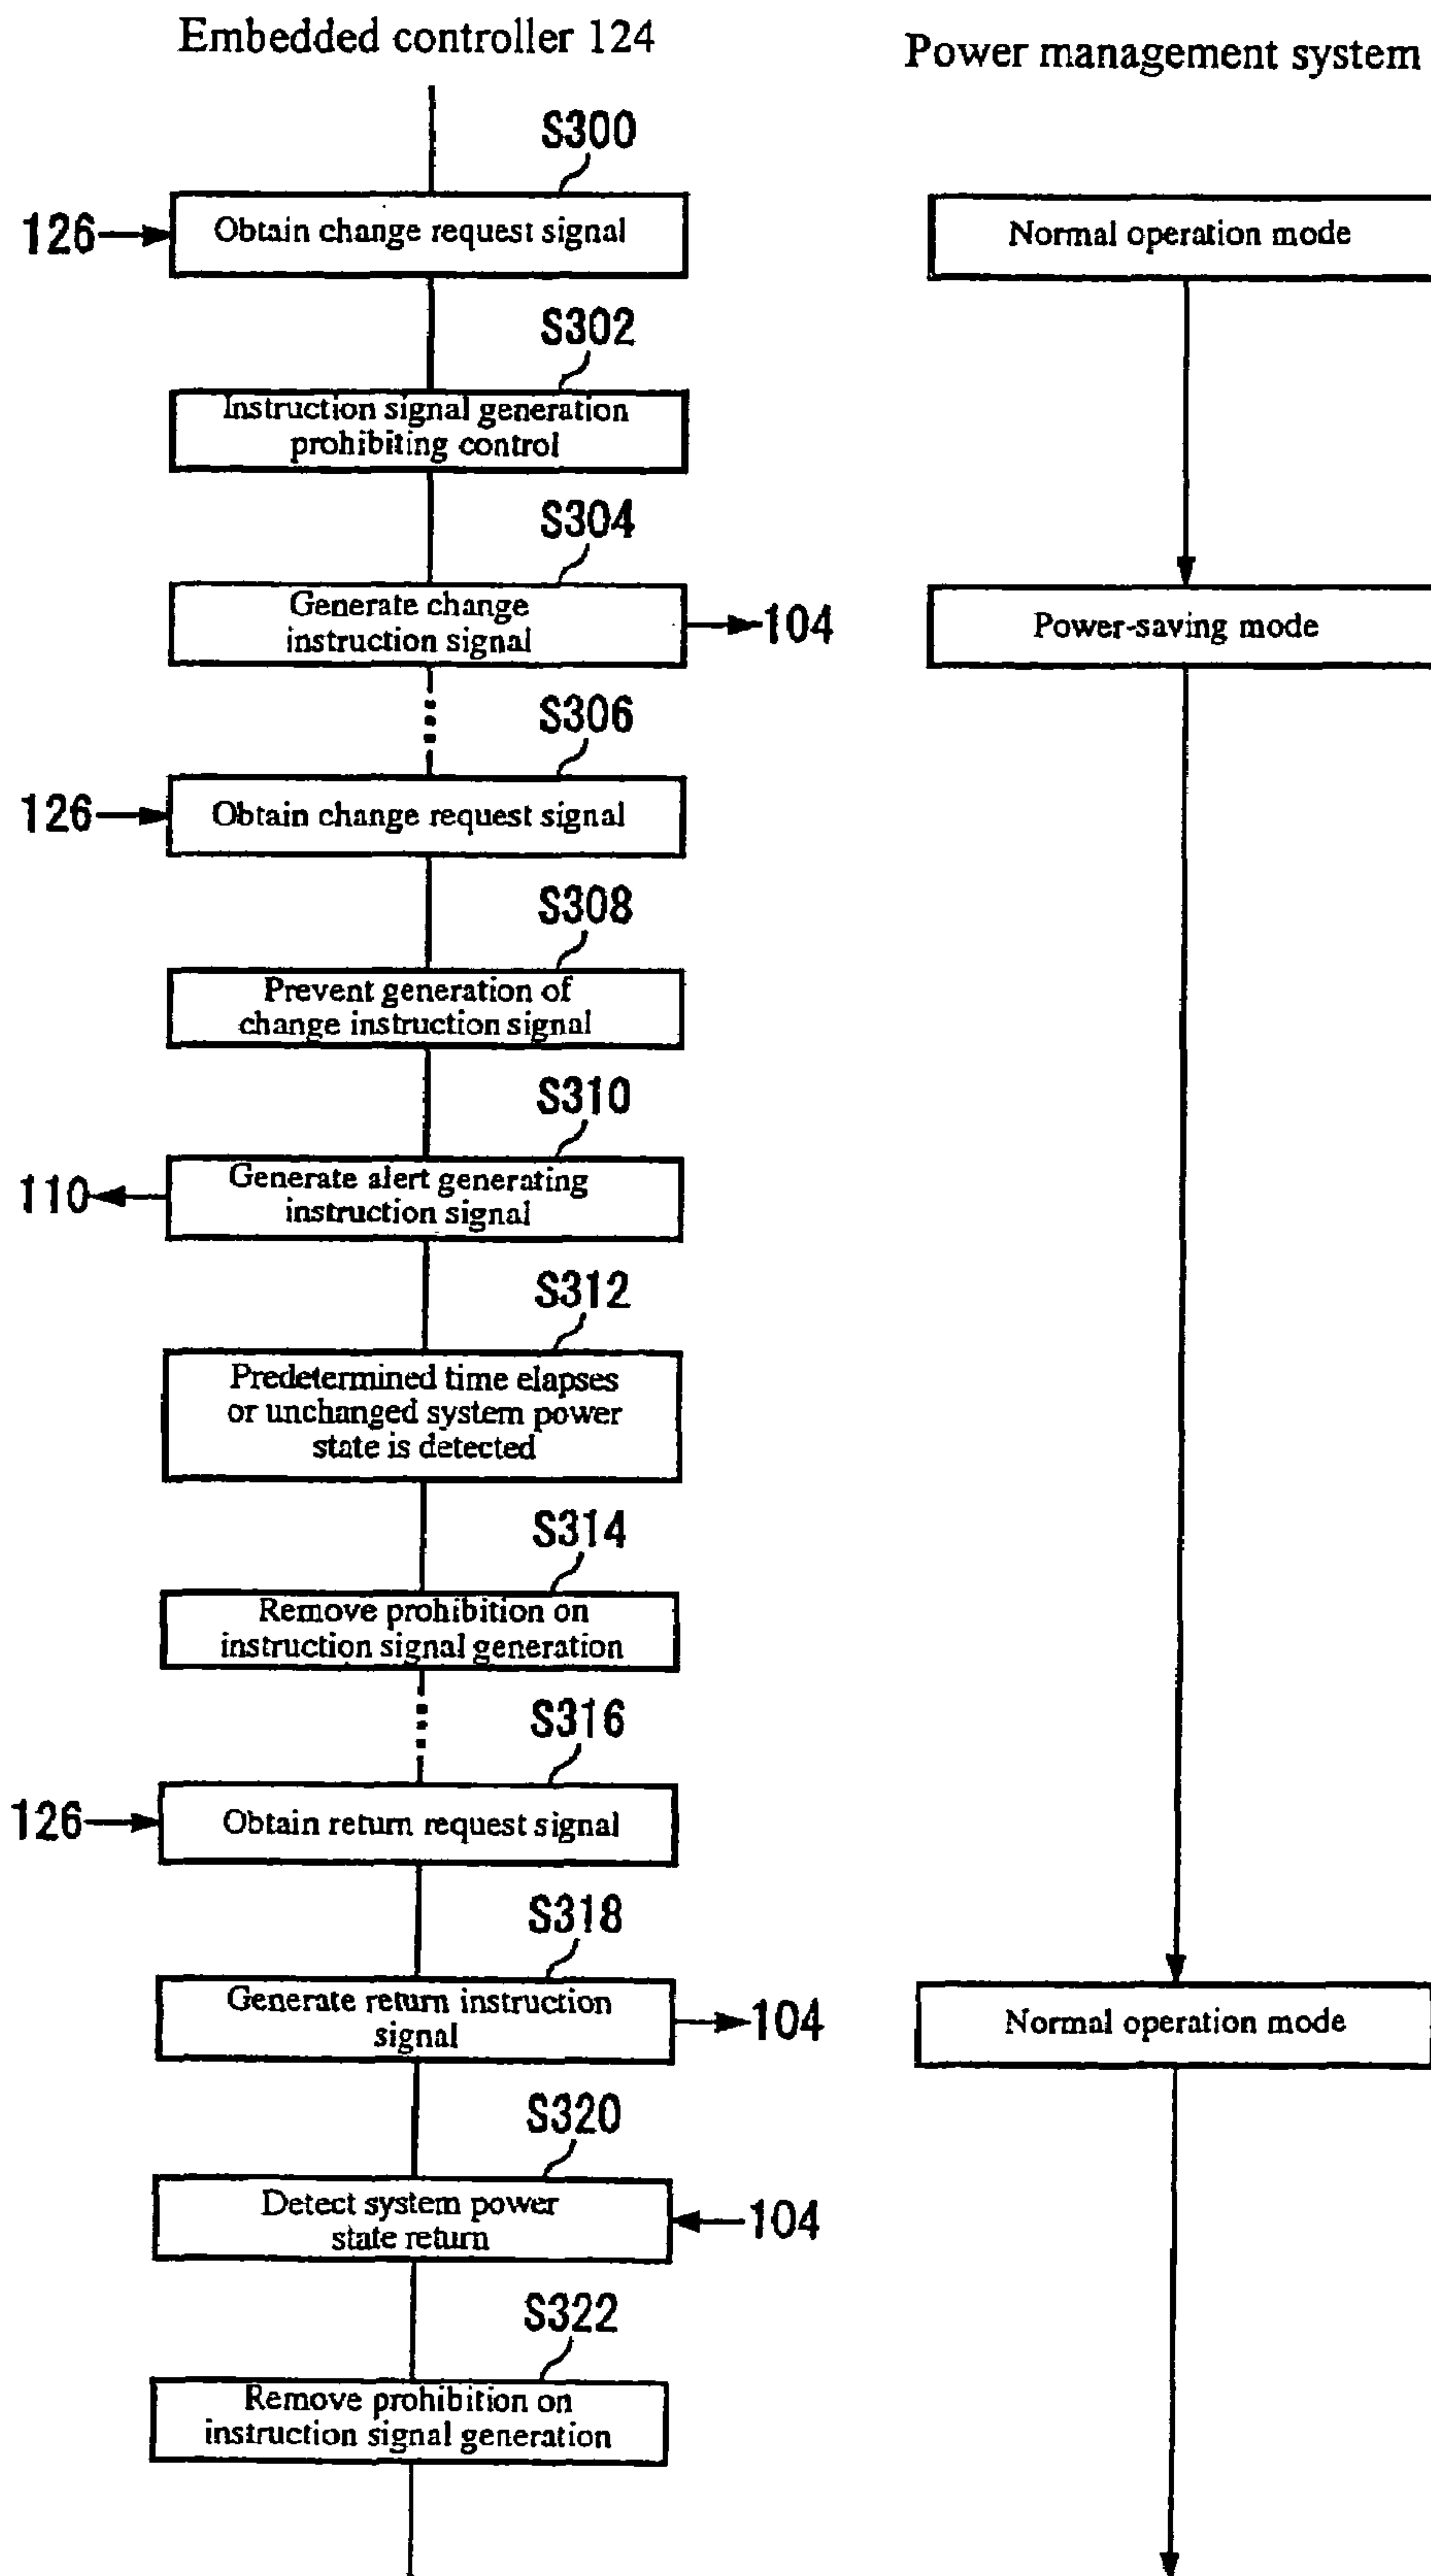 Embedded controller 124
Power management system
S300
126
Obtain change request signal
Normal operation mode
S302
Instruction signal generation
prohibiting control
S304
Generate change
instruction signal
104
Power-saving mode
S306
126
Obtain change request signal
S308
Prevent generation of
change instruction signal
S310
110
Generate alert generating
instruction signal
S312
Predetermined time elapses
or unchanged system power
state is detected
S314
Remove prohibition on
instruction signal generation
S316
126
Obtain return request signal
S318
Generate return instruction
signal
104
Normal operation mode
S320
Detect system power
state return
104
S322
Remove prohibition on
instruction signal generation